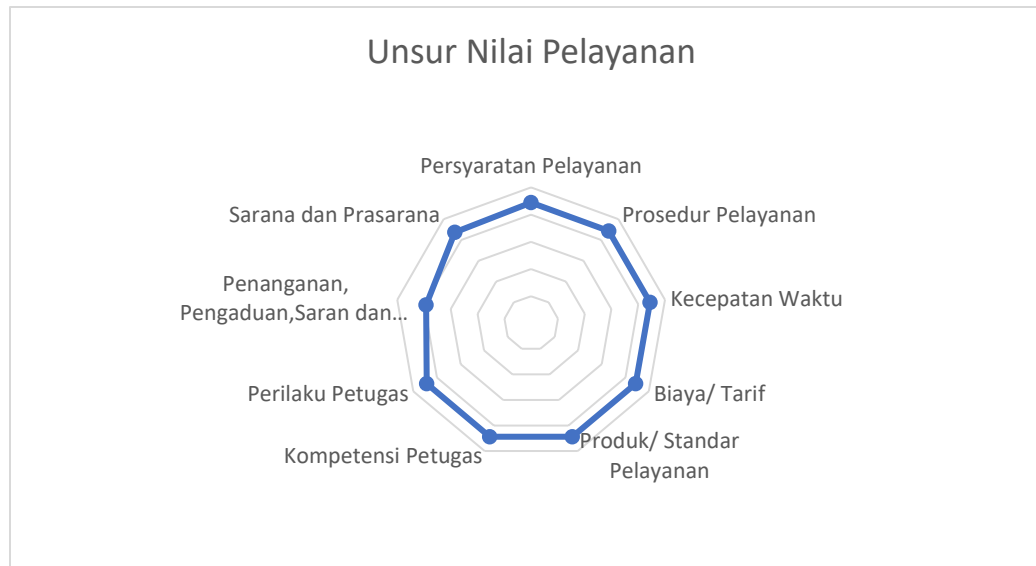 Unsur Nilai Pelayanan
Persyaratan Pelayanan
Prosedur Pelayanan
Kecepatan Waktu
Biaya/ Tarif
Produk/ Standar
Pelayanan
Kompetensi Petugas
Perilaku Petugas
Penanganan,
Pengaduan,Saran dan...
Sarana dan Prasarana